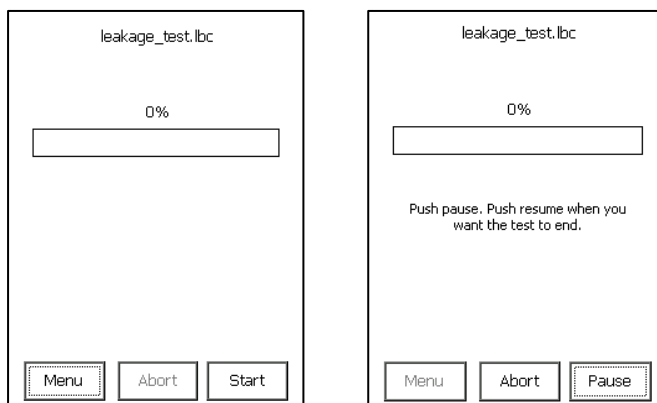 leakage_test.lbc
0%
Menu
Abort
Start
leakage_test.lbc
0%
Push pause. Push resume when you
want the test to end.
Menu
Abort
Pause